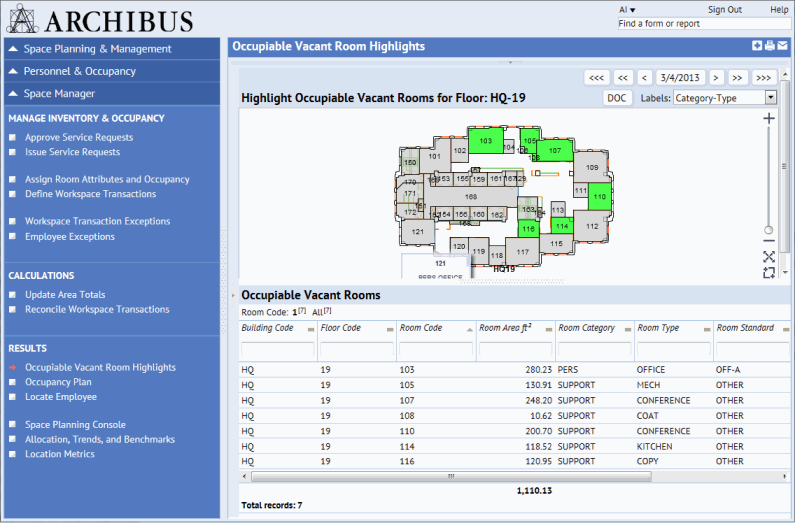 ARCHIBUS
AI ▾ Sign Out Help
Find a form or report
Space Planning & Management
Personnel & Occupancy
Space Manager
MANAGE INVENTORY & OCCUPANCY
Approve Service Requests
Issue Service Requests
Assign Room Attributes and Occupancy
Define Workspace Transactions
Workspace Transaction Exceptions
Employee Exceptions
CALCULATIONS
Update Area Totals
Reconcile Workspace Transactions
RESULTS
Occupiable Vacant Room Highlights
Occupancy Plan
Locate Employee
Space Planning Console
Allocation, Trends, and Benchmarks
Location Metrics
Occupiable Vacant Room Highlights
<<< << < 3/4/2013 > >> >>>
Highlight Occupiable Vacant Rooms for Floor: HQ-19 DOC Labels: Category-Type
103 105 104
101 102 107
150 109
170 153 155 159 161 167 129
171 168 111 110
172 164 166 160 162 163 113
121 116 114 112
120 119 118 117 115
HQ19
121
PERS OFFICE
Occupiable Vacant Rooms
Room Code: 1[7] All[7]
Building Code Floor Code Room Code Room Area ft² Room Category Room Type Room Standard
HQ 19 103 280.23 PERS OFFICE OFF-A
HQ 19 105 130.91 SUPPORT MECH OTHER
HQ 19 107 248.20 SUPPORT CONFERENCE OTHER
HQ 19 108 10.62 SUPPORT COAT OTHER
HQ 19 110 200.70 SUPPORT CONFERENCE OTHER
HQ 19 114 118.52 SUPPORT KITCHEN OTHER
HQ 19 116 120.95 SUPPORT COPY OTHER
1,110.13
Total records: 7